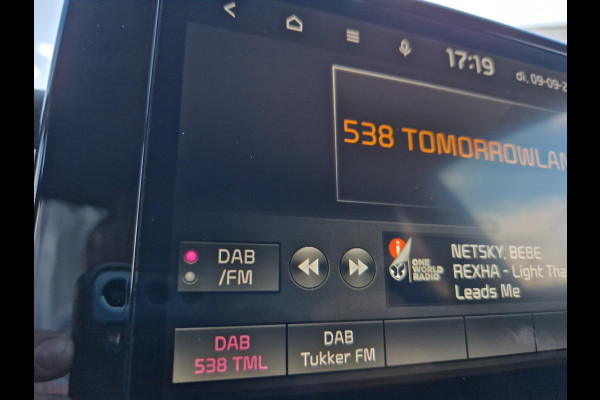 17:19
di, 09-09-2
538 TOMORROWLAN
DAB
/FM
i
ONE
WORLD
RADIO
NETSKY, BEBE
REXHA - Light Tha
Leads Me
DAB
538 TML
DAB
Tukker FM